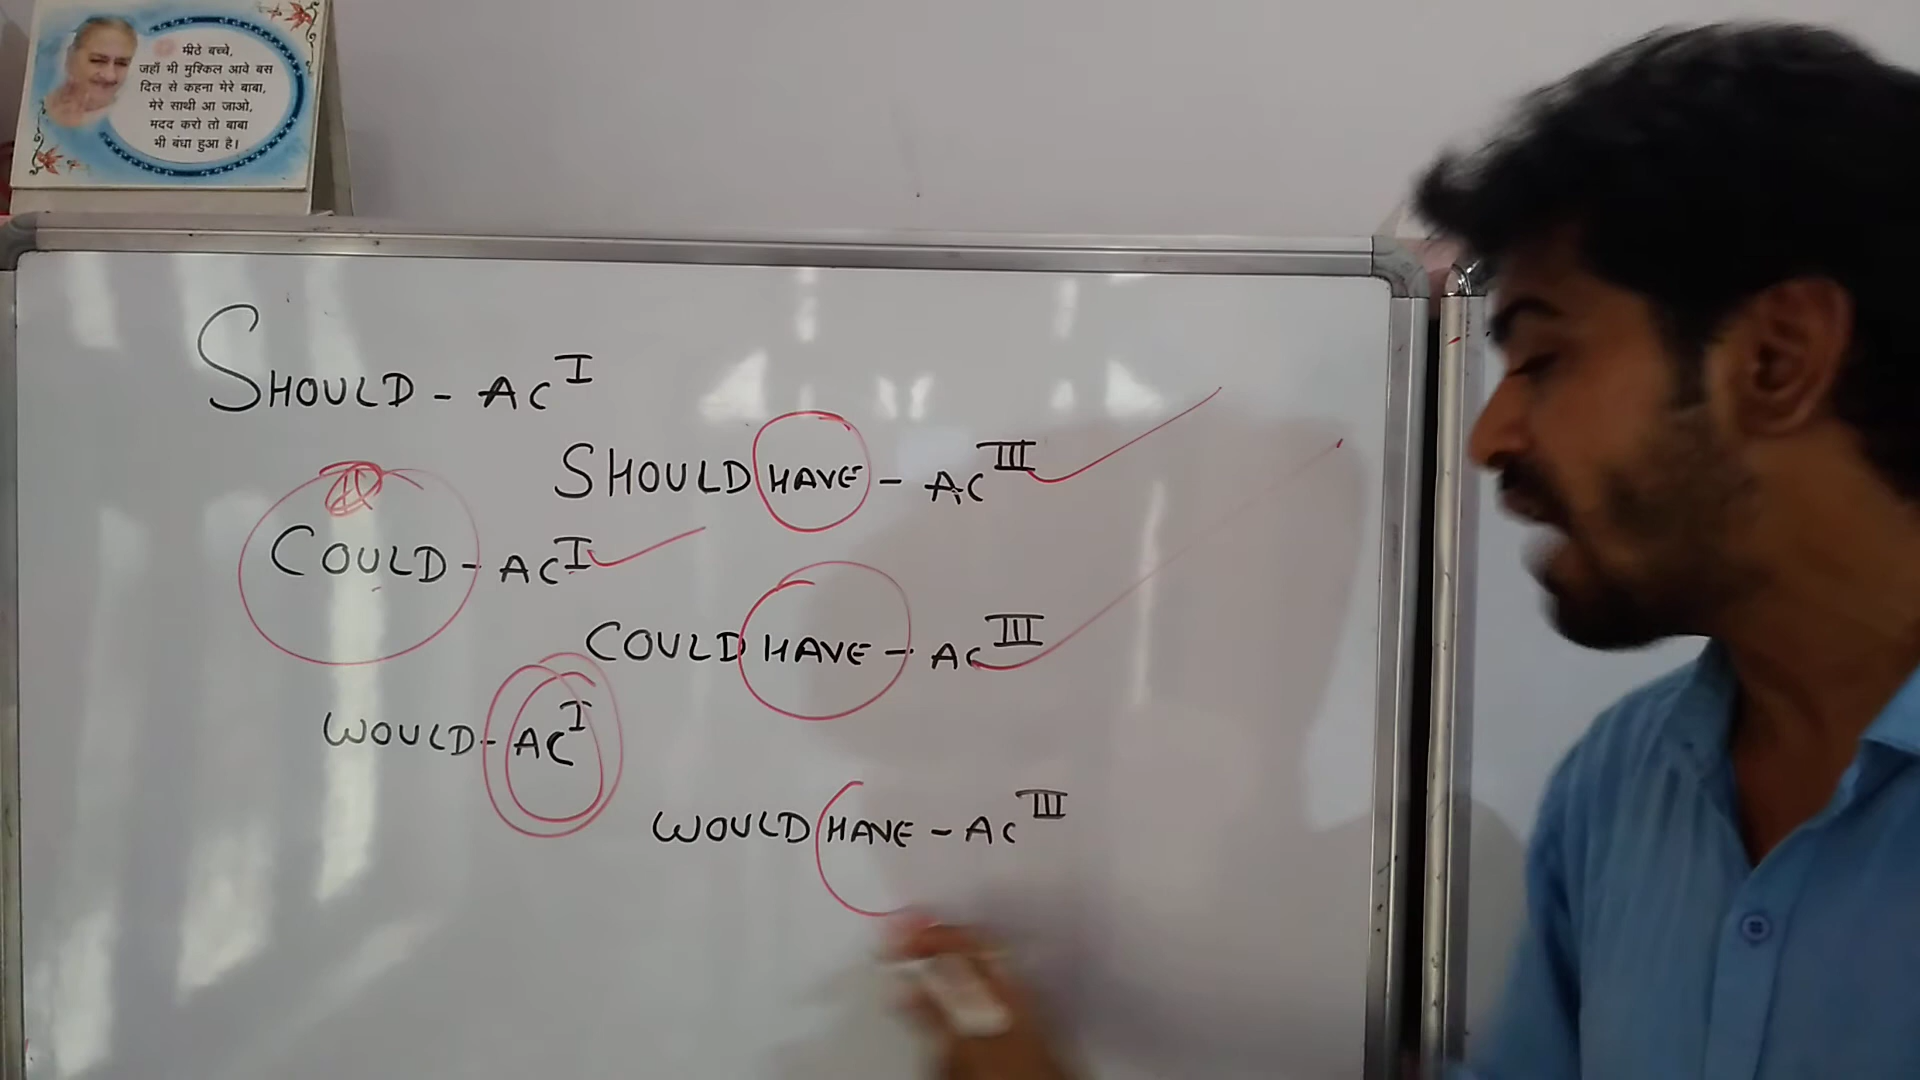 मीठे बच्चे,
जहाँ भी मुश्किल आवे बस
दिल से कहना मेरे बाबा,
मेरे साथी आ जाओ,
मदद करो तो बाबा
भी बंधा हुआ है।
SHOULD - AC I
SHOULD HAVE - AC III
COULD - AC I
COULD HAVE - AC III
WOULD - AC I
WOULD HAVE - AC III